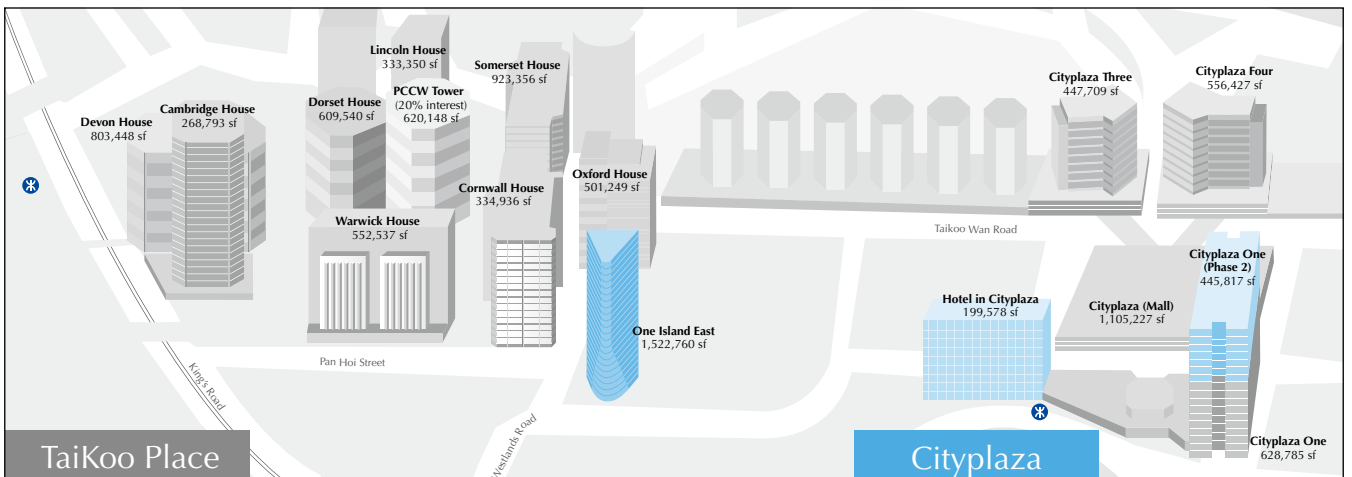 Lincoln House
333,350 sf
Somerset House
923,356 sf
Cityplaza Three
447,709 sf
Cityplaza Four
556,427 sf
PCCW Tower
(20% interest)
620,148 sf
Dorset House
609,540 sf
Cambridge House
268,793 sf
Devon House
803,448 sf
Oxford House
501,249 sf
Cornwall House
334,936 sf
Warwick House
552,537 sf
Taikoo Wan Road
Cityplaza One
(Phase 2)
445,817 sf
Hotel in Cityplaza
199,578 sf
Cityplaza (Mall)
1,105,227 sf
One Island East
1,522,760 sf
Pan Hoi Street
King's Road
Westlands Road
Cityplaza One
628,785 sf
TaiKoo Place
Cityplaza